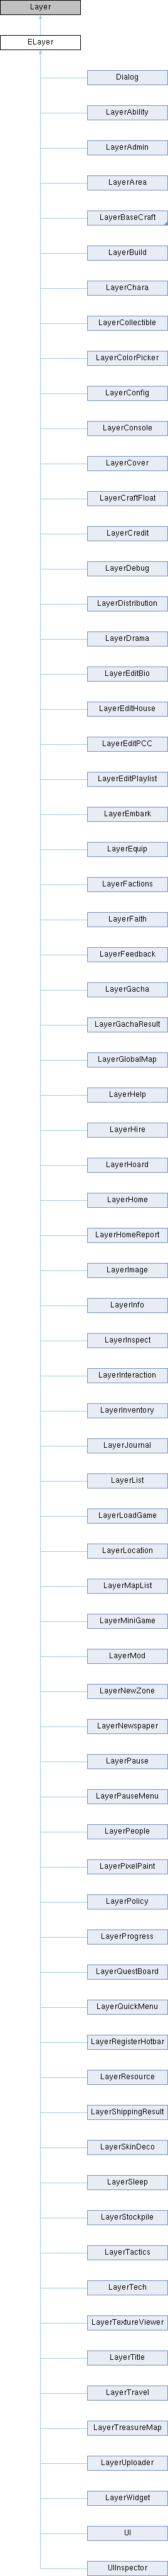 Layer
ELayer
Dialog
LayerAbility
LayerAdmin
LayerArea
LayerBaseCraft
LayerBuild
LayerChara
LayerCollectible
LayerColorPicker
LayerConfig
LayerConsole
LayerCover
LayerCraftFloat
LayerCredit
LayerDebug
LayerDistribution
LayerDrama
LayerEditBio
LayerEditHouse
LayerEditPCC
LayerEditPlaylist
LayerEmbark
LayerEquip
LayerFactions
LayerFaith
LayerFeedback
LayerGacha
LayerGachaResult
LayerGlobalMap
LayerHelp
LayerHire
LayerHoard
LayerHome
LayerHomeReport
LayerImage
LayerInfo
LayerInspect
LayerInteraction
LayerInventory
LayerJournal
LayerList
LayerLoadGame
LayerLocation
LayerMapList
LayerMiniGame
LayerMod
LayerNewZone
LayerNewspaper
LayerPause
LayerPauseMenu
LayerPeople
LayerPixelPaint
LayerPolicy
LayerProgress
LayerQuestBoard
LayerQuickMenu
LayerRegisterHotbar
LayerResource
LayerShippingResult
LayerSkinDeco
LayerSleep
LayerStockpile
LayerTactics
LayerTech
LayerTextureViewer
LayerTitle
LayerTravel
LayerTreasureMap
LayerUploader
LayerWidget
UI
UIInspector